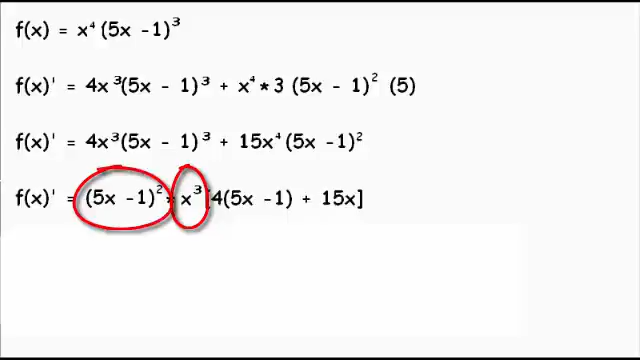 f(x) = x⁴ (5x -1)³
f(x)' = 4x³(5x - 1)³ + x⁴ * 3 (5x - 1)² (5)
f(x)' = 4x³(5x - 1)³ + 15x⁴(5x -1)²
f(x)' = (5x -1)² * x³ [4(5x -1) + 15x]